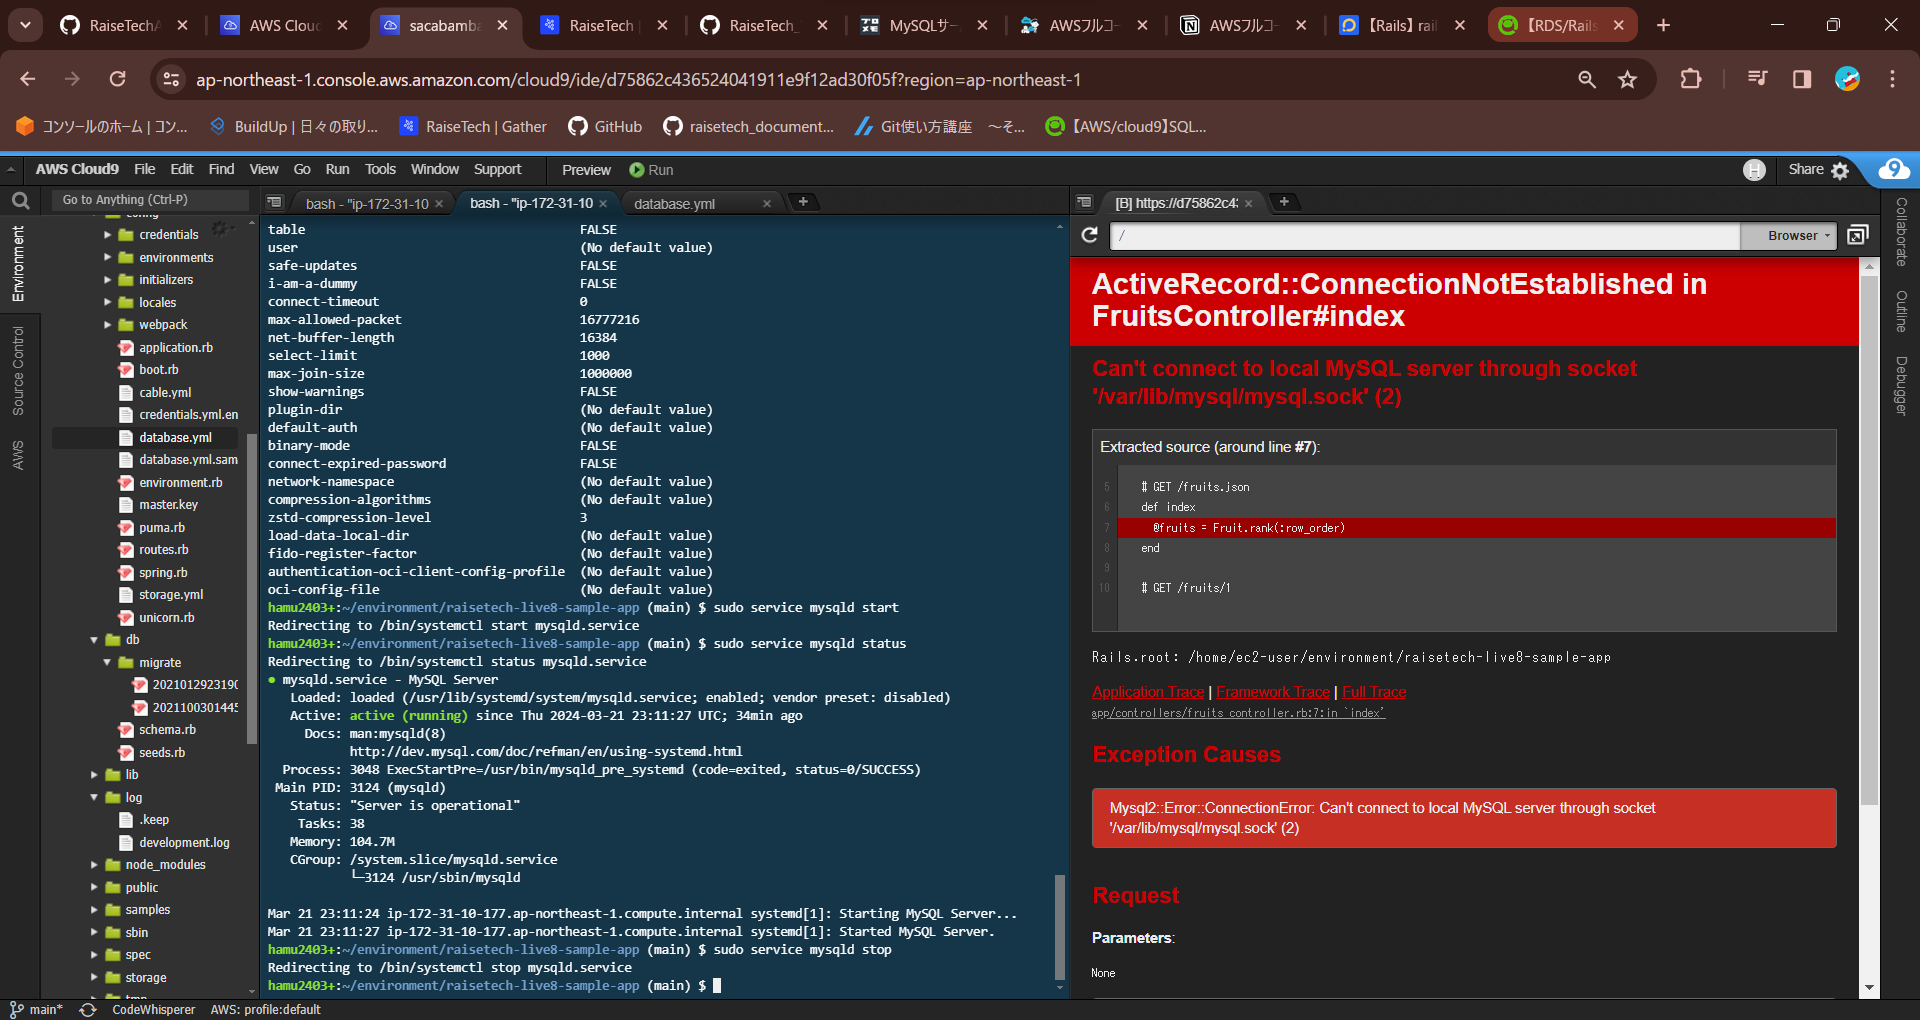 RaiseTechA
AWS Clou
sacabamba
RaiseTech
RaiseTech_
MySQLサー
AWSフルコー
AWSフルコー
【Rails】rail
【RDS/Rails
ap-northeast-1.console.aws.amazon.com/cloud9/ide/d75862c436524041911e9f12ad30f05f?region=ap-northeast-1
コンソールのホーム | コン...
BuildUp | 日々の取り...
RaiseTech | Gather
GitHub
raisetech_document...
Git使い方講座 ～そ...
【AWS/cloud9】SQL...
AWS Cloud9 File Edit Find View Go Run Tools Window Support Preview Run
H Share
Go to Anything (Ctrl-P)
bash - "ip-172-31-10
bash - "ip-172-31-10
database.yml
[B] https://d75862c4:
Environment
Source Control
AWS
config
credentials
environments
initializers
locales
webpack
application.rb
boot.rb
cable.yml
credentials.yml.en
database.yml
database.yml.sam
environment.rb
master.key
puma.rb
routes.rb
spring.rb
storage.yml
unicorn.rb
db
migrate
2021012923190
2021100301445
schema.rb
seeds.rb
lib
log
.keep
development.log
node_modules
public
samples
sbin
spec
storage
tmp
table FALSE
user (No default value)
safe-updates FALSE
i-am-a-dummy FALSE
connect-timeout 0
max-allowed-packet 16777216
net-buffer-length 16384
select-limit 1000
max-join-size 1000000
show-warnings FALSE
plugin-dir (No default value)
default-auth (No default value)
binary-mode FALSE
connect-expired-password FALSE
network-namespace (No default value)
compression-algorithms (No default value)
zstd-compression-level 3
load-data-local-dir (No default value)
fido-register-factor (No default value)
authentication-oci-client-config-profile (No default value)
oci-config-file (No default value)
hamu2403+:~/environment/raisetech-live8-sample-app (main) $ sudo service mysqld start
Redirecting to /bin/systemctl start mysqld.service
hamu2403+:~/environment/raisetech-live8-sample-app (main) $ sudo service mysqld status
Redirecting to /bin/systemctl status mysqld.service
● mysqld.service - MySQL Server
Loaded: loaded (/usr/lib/systemd/system/mysqld.service; enabled; vendor preset: disabled)
Active: active (running) since Thu 2024-03-21 23:11:27 UTC; 34min ago
Docs: man:mysqld(8)
http://dev.mysql.com/doc/refman/en/using-systemd.html
Process: 3048 ExecStartPre=/usr/bin/mysqld_pre_systemd (code=exited, status=0/SUCCESS)
Main PID: 3124 (mysqld)
Status: "Server is operational"
Tasks: 38
Memory: 104.7M
CGroup: /system.slice/mysqld.service
└─3124 /usr/sbin/mysqld
Mar 21 23:11:24 ip-172-31-10-177.ap-northeast-1.compute.internal systemd[1]: Starting MySQL Server...
Mar 21 23:11:27 ip-172-31-10-177.ap-northeast-1.compute.internal systemd[1]: Started MySQL Server.
hamu2403+:~/environment/raisetech-live8-sample-app (main) $ sudo service mysqld stop
Redirecting to /bin/systemctl stop mysqld.service
hamu2403+:~/environment/raisetech-live8-sample-app (main) $
/
Browser
ActiveRecord::ConnectionNotEstablished in
FruitsController#index
Can't connect to local MySQL server through socket
'/var/lib/mysql/mysql.sock' (2)
Extracted source (around line #7):
5 # GET /fruits.json
6 def index
7 @fruits = Fruit.rank(:row_order)
8 end
9
10 # GET /fruits/1
Rails.root: /home/ec2-user/environment/raisetech-live8-sample-app
Application Trace | Framework Trace | Full Trace
app/controllers/fruits_controller.rb:7:in `index'
Exception Causes
Mysql2::Error::ConnectionError: Can't connect to local MySQL server through socket
'/var/lib/mysql/mysql.sock' (2)
Request
Parameters:
None
Collaborate
Outline
Debugger
main* CodeWhisperer AWS: profile:default